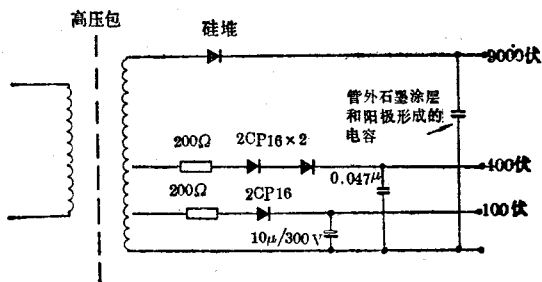 高压包
硅堆
9000伏
管外石墨涂层
和阳极形成的
电容
200Ω
2CP16×2
400伏
0.047μ
200Ω
2CP16
100伏
10μ/300V